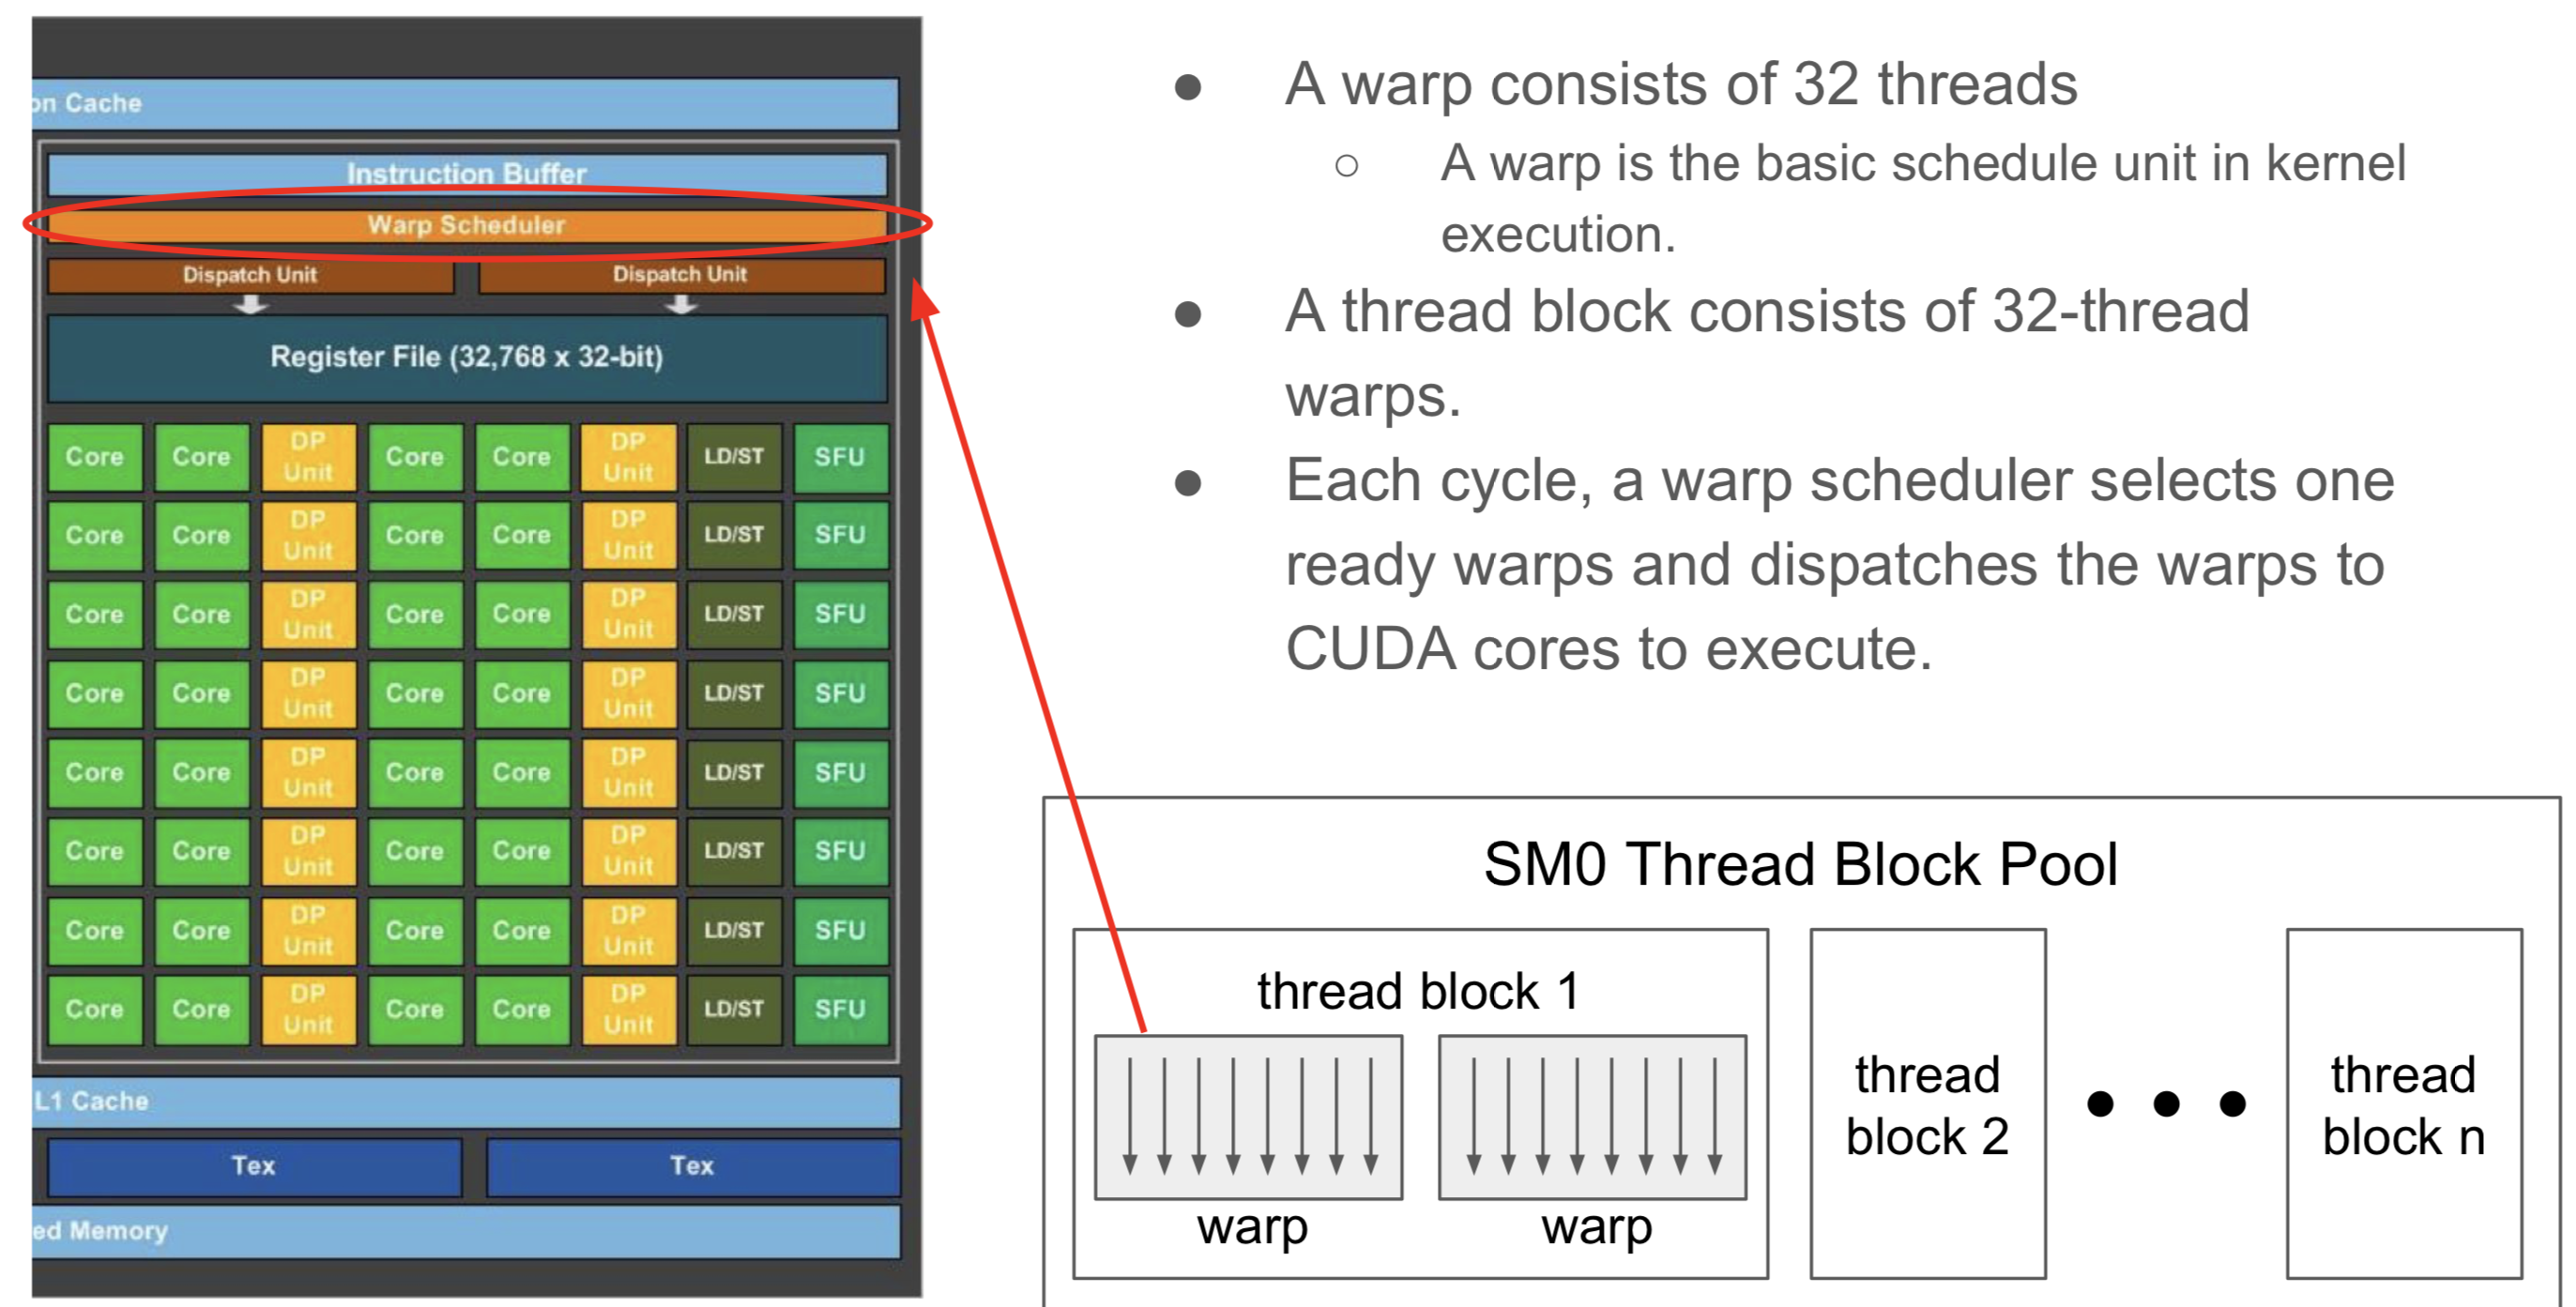 on Cache
Instruction Buffer
Warp Scheduler
Dispatch Unit Dispatch Unit
Register File (32,768 x 32-bit)
Core Core DP Unit Core Core DP Unit LD/ST SFU
Core Core DP Unit Core Core DP Unit LD/ST SFU
Core Core DP Unit Core Core DP Unit LD/ST SFU
Core Core DP Unit Core Core DP Unit LD/ST SFU
Core Core DP Unit Core Core DP Unit LD/ST SFU
Core Core DP Unit Core Core DP Unit LD/ST SFU
Core Core DP Unit Core Core DP Unit LD/ST SFU
Core Core DP Unit Core Core DP Unit LD/ST SFU
L1 Cache
Tex Tex
ed Memory
● A warp consists of 32 threads
○ A warp is the basic schedule unit in kernel
execution.
● A thread block consists of 32-thread
warps.
● Each cycle, a warp scheduler selects one
ready warps and dispatches the warps to
CUDA cores to execute.
SM0 Thread Block Pool
thread block 1
warp warp
thread
block 2
● ● ●
thread
block n